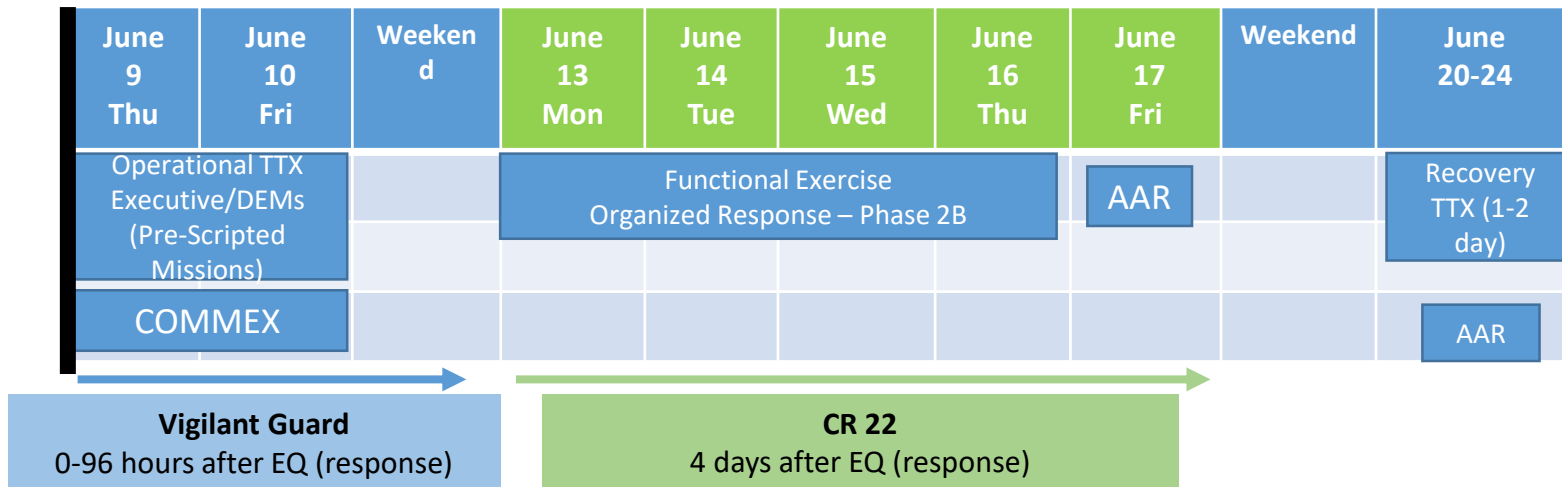 June
9
Thu
June
10
Fri
Weeken
d
June
13
Mon
June
14
Tue
June
15
Wed
June
16
Thu
June
17
Fri
Weekend
June
20-24
Operational TTX
Executive/DEMs
(Pre-Scripted
Missions)
Functional Exercise
Organized Response – Phase 2B
AAR
Recovery
TTX (1-2
day)
COMMEX
AAR
Vigilant Guard
0-96 hours after EQ (response)
CR 22
4 days after EQ (response)